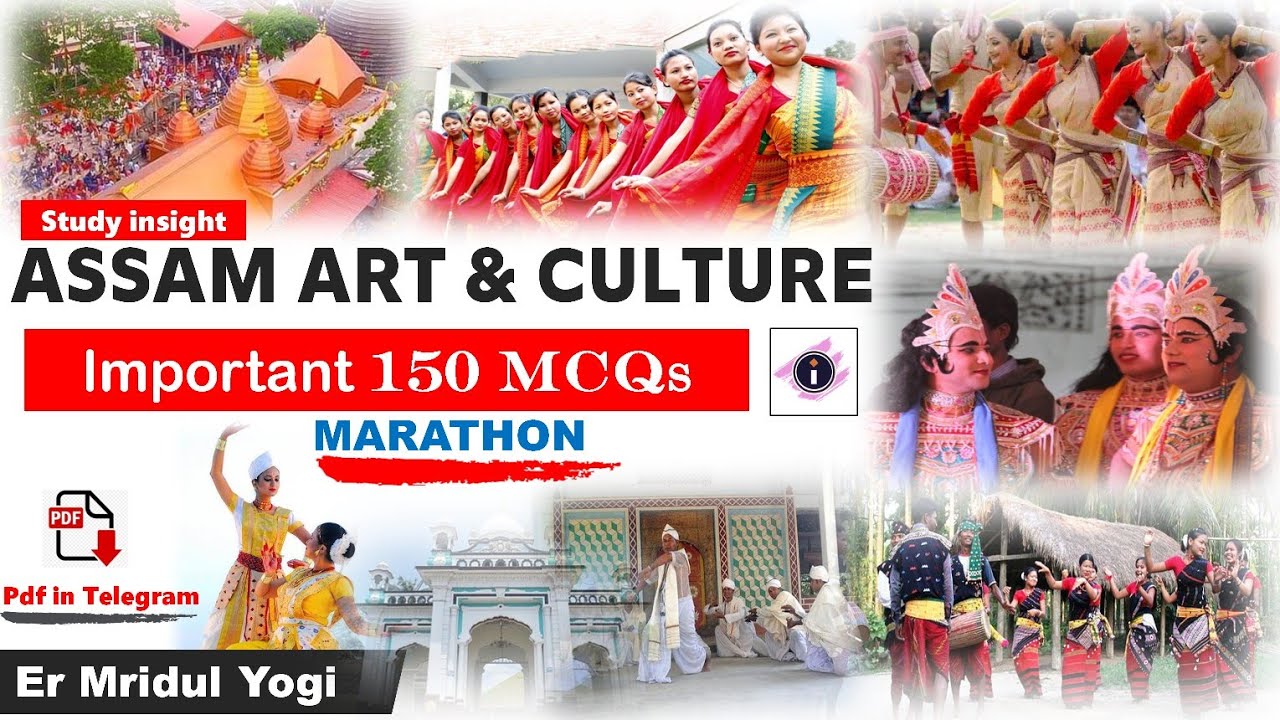 Study insight
ASSAM ART & CULTURE
Important 150 MCQs
i
MARATHON
PDF
Pdf in Telegram
Er Mridul Yogi